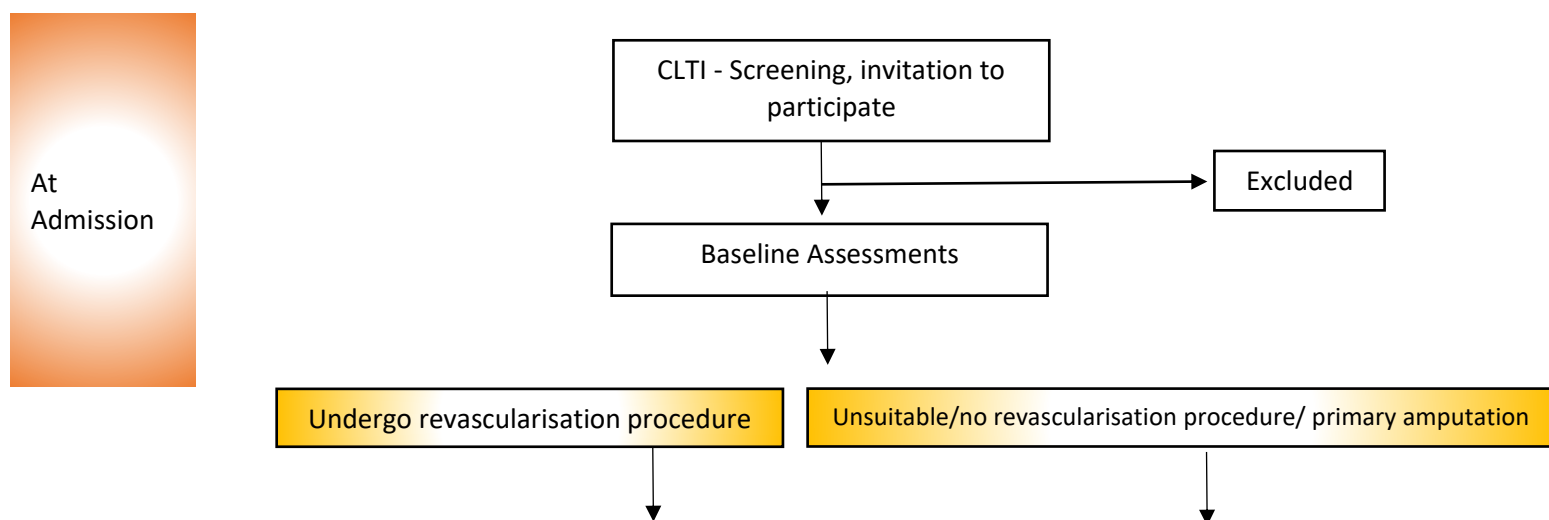 CLTI - Screening, invitation to
participate
At
Admission
Excluded
Baseline Assessments
Undergo revascularisation procedure
Unsuitable/no revascularisation procedure/ primary amputation